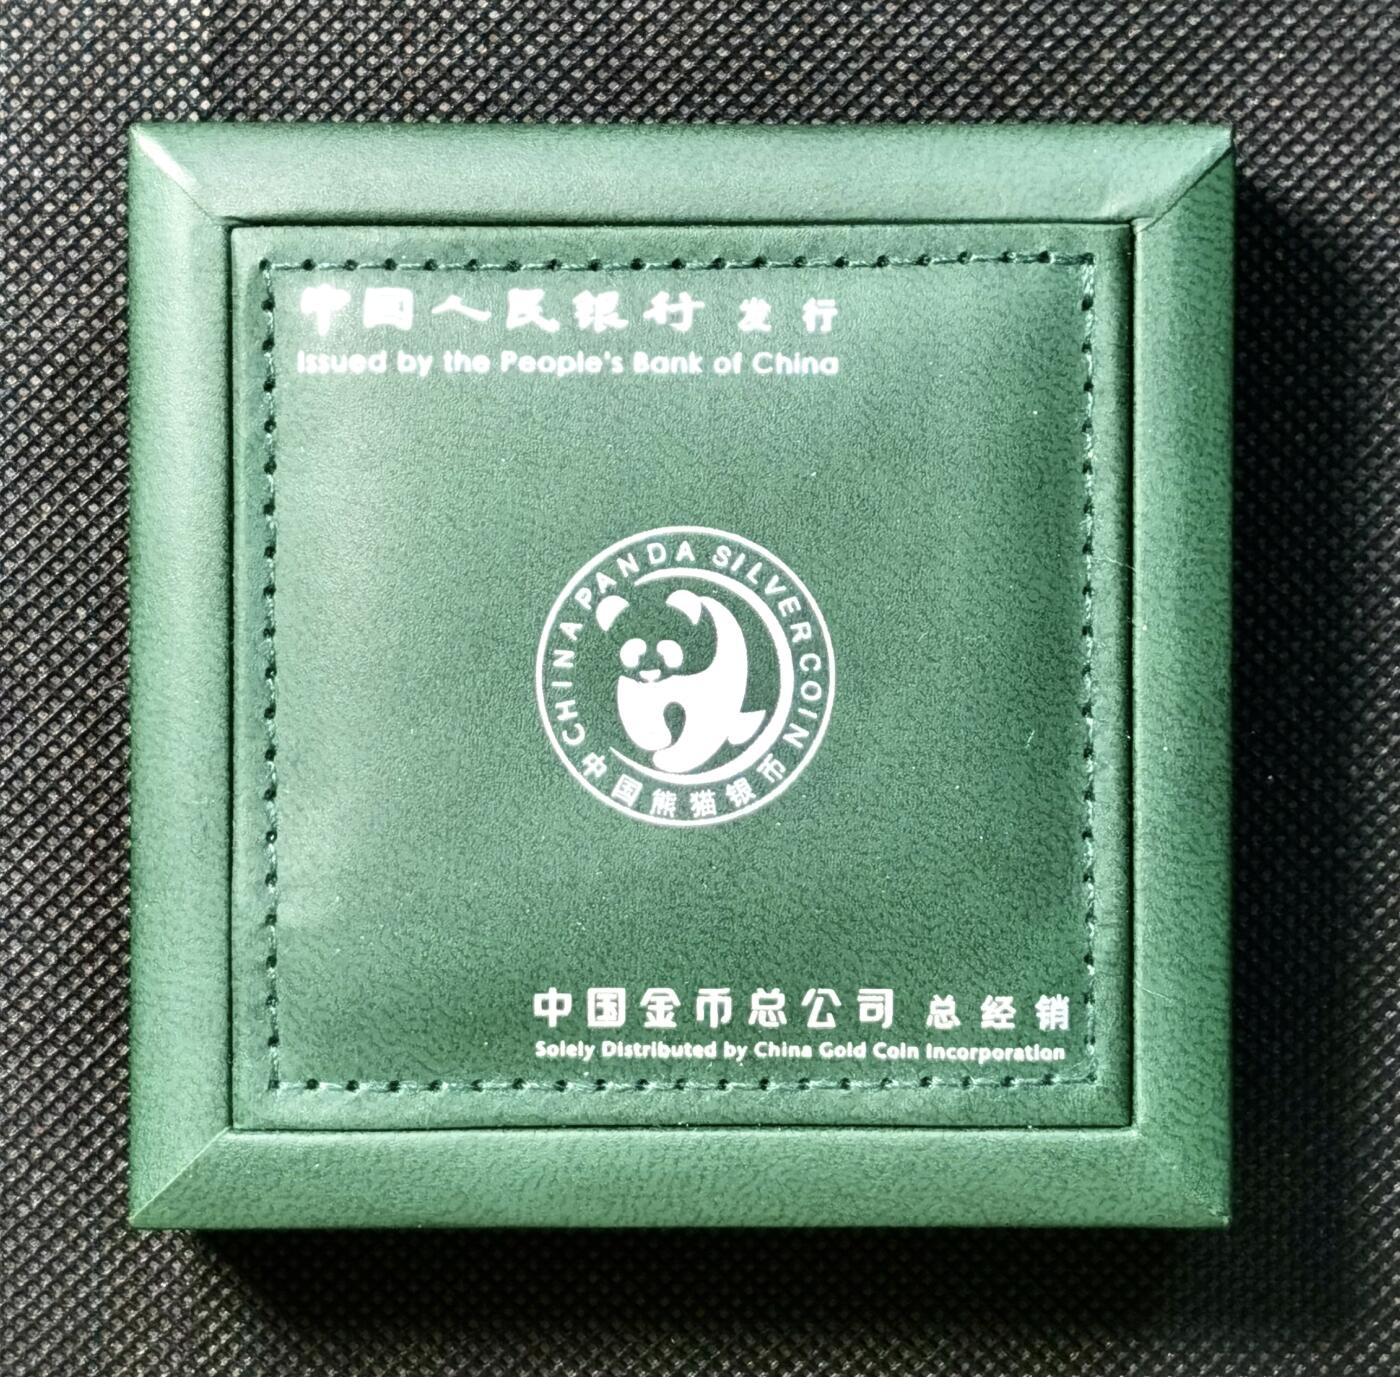 中国人民银行 发行
Issued by the People's Bank of China
CHINA PANDA SILVER COIN
中国熊猫银币
中国金币总公司 总经销
Solely Distributed by China Gold Coin Incorporation